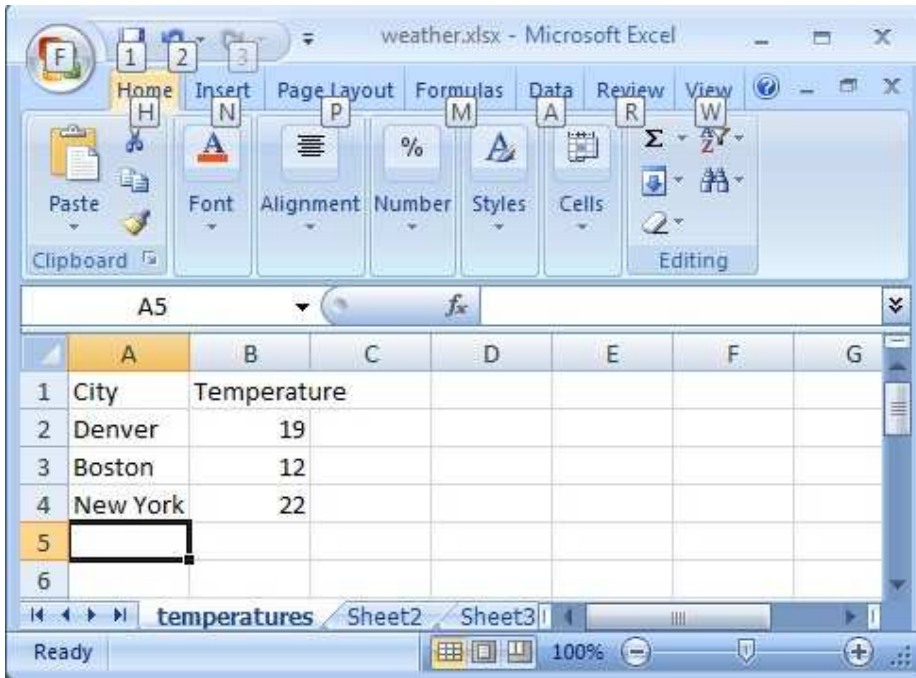 weather.xlsx - Microsoft Excel
F 1 2 3
Home Insert Page Layout Formulas Data Review View
H N P M A R W
Paste Font Alignment Number Styles Cells
Clipboard Editing
A5 fx
A B C D E F G
1 City Temperature
2 Denver 19
3 Boston 12
4 New York 22
5
6
temperatures Sheet2 Sheet3
Ready 100%